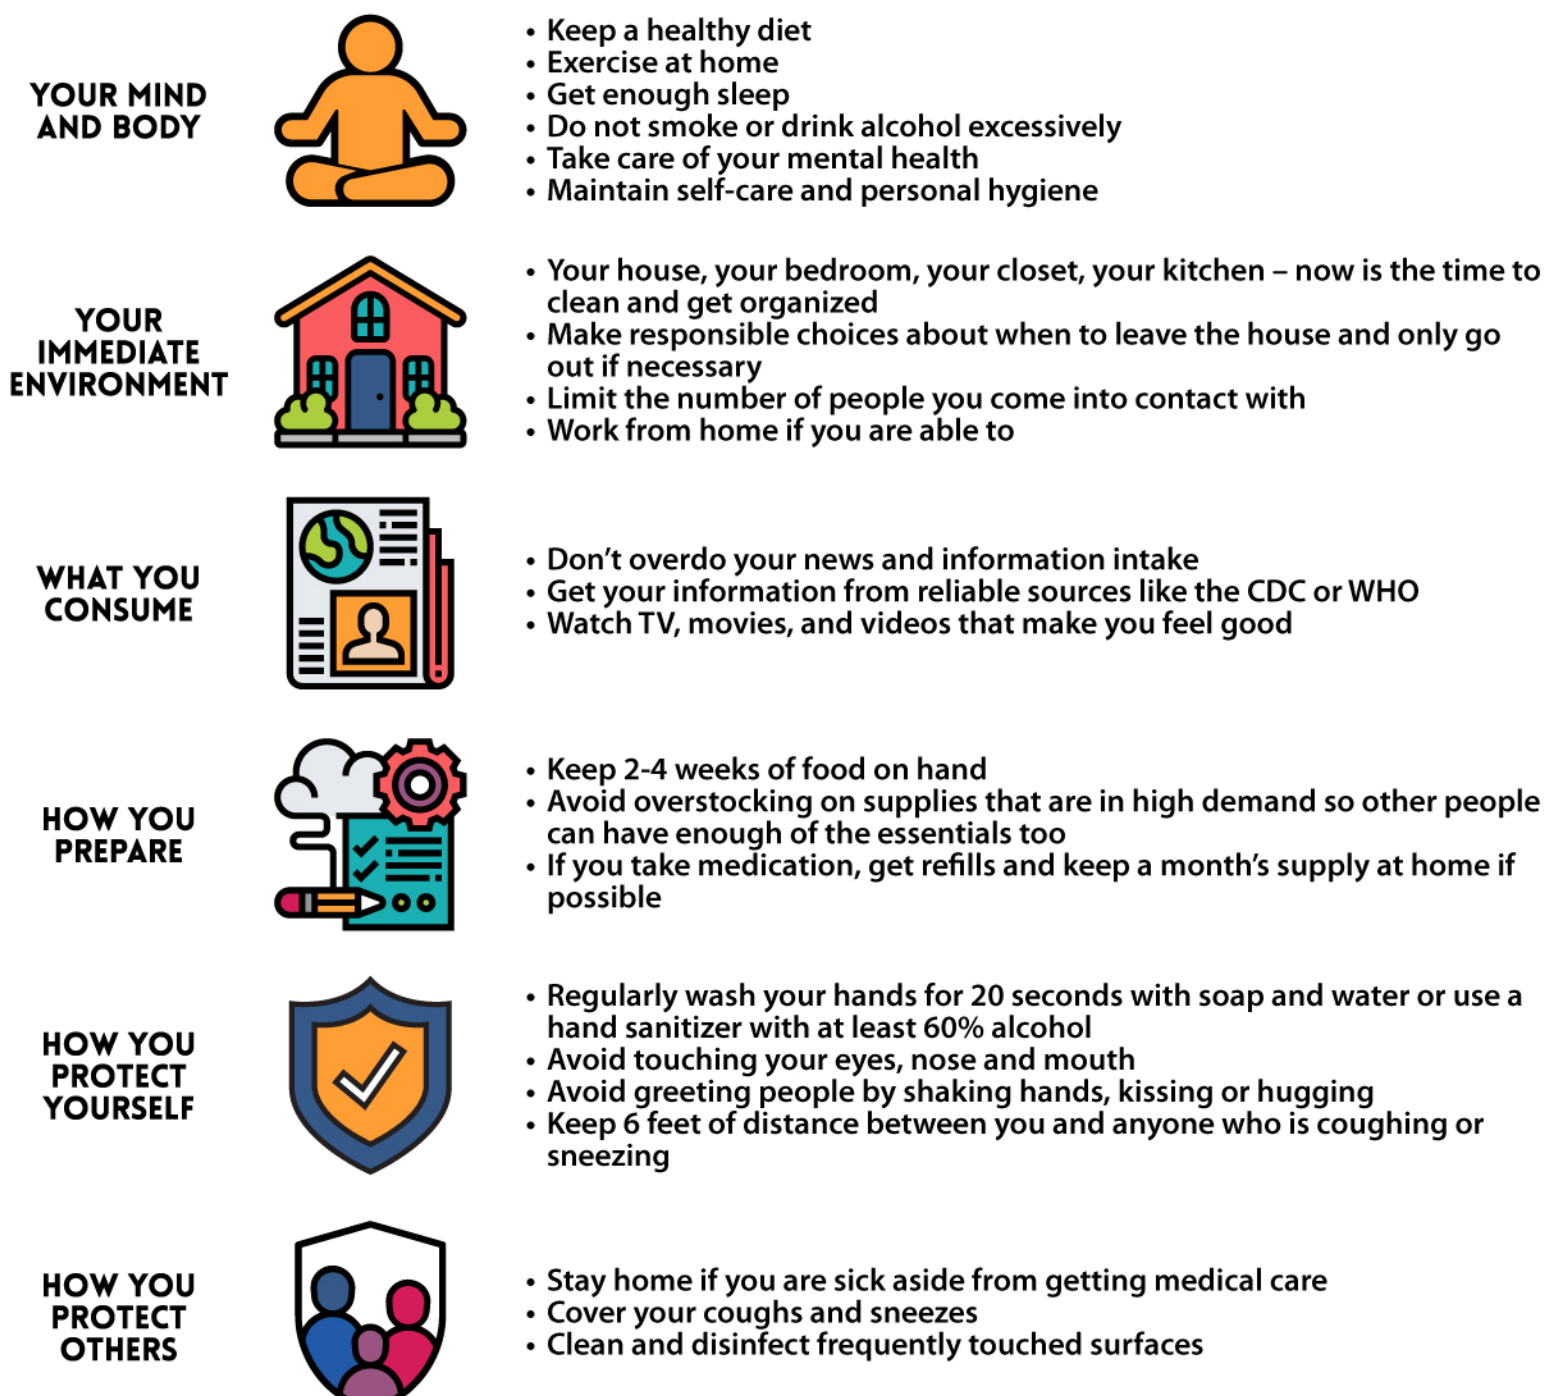 YOUR MIND
AND BODY
• Keep a healthy diet
• Exercise at home
• Get enough sleep
• Do not smoke or drink alcohol excessively
• Take care of your mental health
• Maintain self-care and personal hygiene
YOUR
IMMEDIATE
ENVIRONMENT
• Your house, your bedroom, your closet, your kitchen – now is the time to
clean and get organized
• Make responsible choices about when to leave the house and only go
out if necessary
• Limit the number of people you come into contact with
• Work from home if you are able to
WHAT YOU
CONSUME
• Don’t overdo your news and information intake
• Get your information from reliable sources like the CDC or WHO
• Watch TV, movies, and videos that make you feel good
HOW YOU
PREPARE
• Keep 2-4 weeks of food on hand
• Avoid overstocking on supplies that are in high demand so other people
can have enough of the essentials too
• If you take medication, get refills and keep a month’s supply at home if
possible
HOW YOU
PROTECT
YOURSELF
• Regularly wash your hands for 20 seconds with soap and water or use a
hand sanitizer with at least 60% alcohol
• Avoid touching your eyes, nose and mouth
• Avoid greeting people by shaking hands, kissing or hugging
• Keep 6 feet of distance between you and anyone who is coughing or
sneezing
HOW YOU
PROTECT
OTHERS
• Stay home if you are sick aside from getting medical care
• Cover your coughs and sneezes
• Clean and disinfect frequently touched surfaces